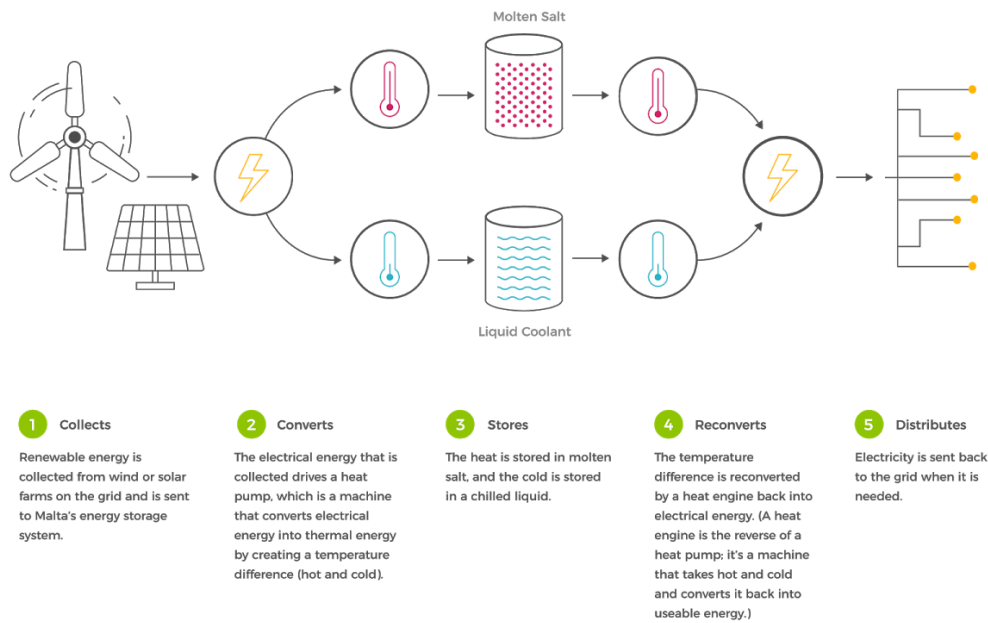 Molten Salt
Liquid Coolant
1 Collects
Renewable energy is
collected from wind or solar
farms on the grid and is sent
to Malta's energy storage
system.
2 Converts
The electrical energy that is
collected drives a heat
pump, which is a machine
that converts electrical
energy into thermal energy
by creating a temperature
difference (hot and cold).
3 Stores
The heat is stored in molten
salt, and the cold is stored
in a chilled liquid.
4 Reconverts
The temperature
difference is reconverted
by a heat engine back into
electrical energy. (A heat
engine is the reverse of a
heat pump; it's a machine
that takes hot and cold
and converts it back into
useable energy.)
5 Distributes
Electricity is sent back
to the grid when it is
needed.